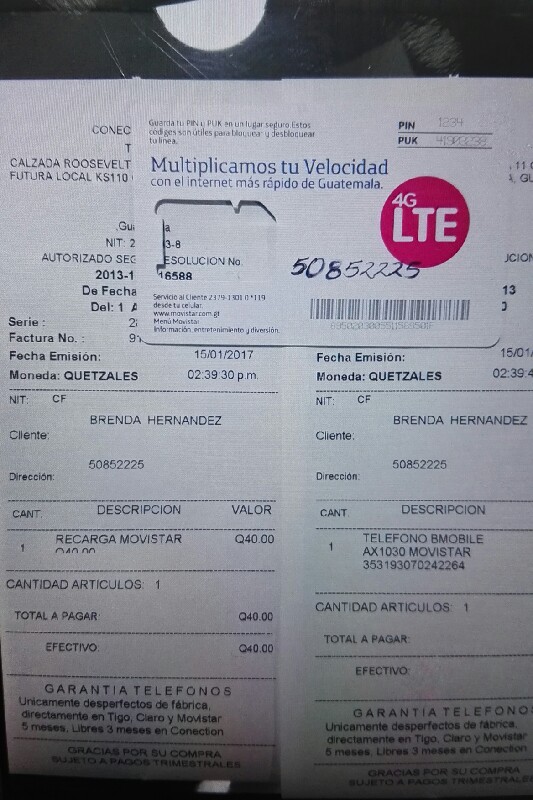 Guarda tu PIN u PUK en un lugar seguro. Estos
códigos son útiles para bloquear y desbloquear
tu línea.
PIN 1234
PUK
Multiplicamos tu Velocidad
con el Internet más rápido de Guatemala.
4G
LTE
50852225
Servicio al Cliente 2379-1301 o *119
desde tu celular.
www.movistar.com.gt
Menú Movistar
Información, entretenimiento y diversión.
CONEC
T
CALZADA ROOSEVELT
FUTURA LOCAL KS110
,Gua
a
NIT: 2
3-8
AUTORIZADO SEG
ESOLUCION No.
2013-1
16588
De Fecha
Del: 1 A
Serie : 2
Factura No. : 9
Fecha Emisión: 15/01/2017
Moneda: QUETZALES 02:39:30 p.m.
NIT: CF
BRENDA HERNANDEZ
Cliente:
50852225
Dirección:
CANT. DESCRIPCION VALOR
1 RECARGA MOVISTAR Q40.00
Q40.00
CANTIDAD ARTICULOS: 1
TOTAL A PAGAR: Q40.00
EFECTIVO: Q40.00
GARANTIA TELEFONOS
Unicamente desperfectos de fábrica,
directamente en Tigo, Claro y Movistar
5 meses, Libres 3 meses en Conection
GRACIAS POR SU COMPRA
SUJETO A PAGOS TRIMESTRALES
, 11 C
A, GU
JCION
13
Fecha Emisión: 15/01/
Moneda: QUETZALES 02:39:4
NIT: CF
BRENDA HERNANDEZ
Cliente:
50852225
Dirección:
CANT. DESCRIPCION
1 TELEFONO BMOBILE
AX1030 MOVISTAR
353193070242264
CANTIDAD ARTICULOS: 1
TOTAL A PAGAR:
EFECTIVO:
GARANTIA TELEFONOS
Unicamente desperfectos de fábrica,
directamente en Tigo, Claro y Movistar
5 meses, Libres 3 meses en Conection
GRACIAS POR SU COMPRA
SUJETO A PAGOS TRIMESTRALES